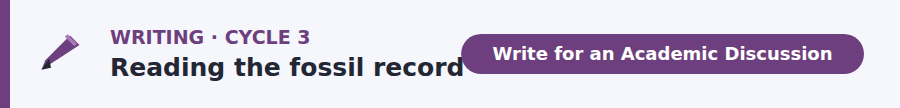 WRITING · CYCLE 3
Reading the fossil record
Write for an Academic Discussion